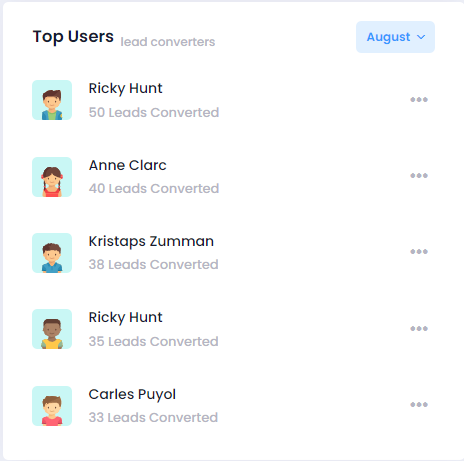 Top Users lead converters
August
Ricky Hunt
50 Leads Converted
Anne Clarc
40 Leads Converted
Kristaps Zumman
38 Leads Converted
Ricky Hunt
35 Leads Converted
Carles Puyol
33 Leads Converted